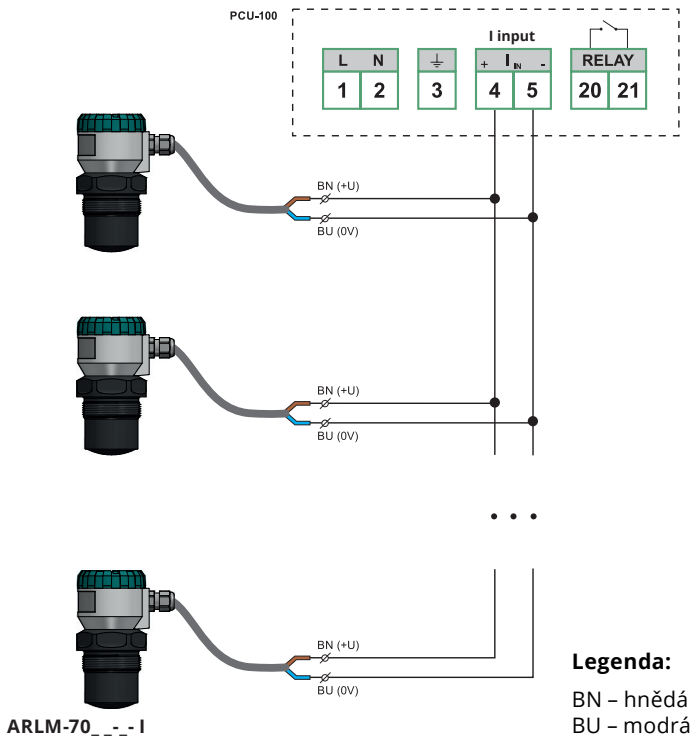 PCU-100
I input
L N
+ I IN -
RELAY
1 2
3
4 5
20 21
BN (+U)
BU (0V)
BN (+U)
BU (0V)
• • •
BN (+U)
BU (0V)
Legenda:
BN – hnědá
BU – modrá
ARLM-70_ _-_- I